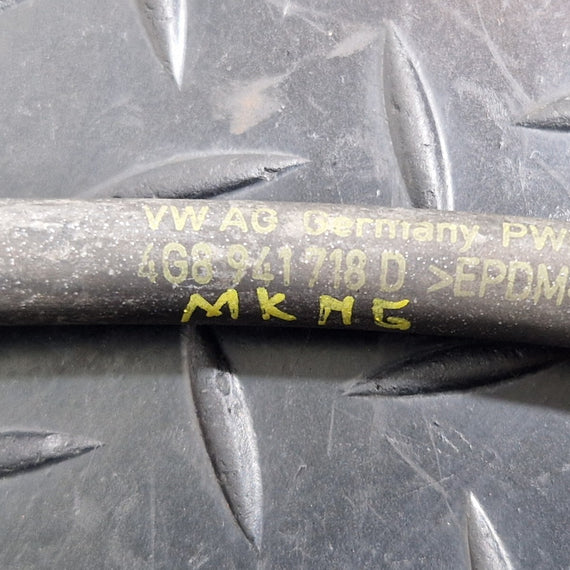 VW AG Germany PW
4G8 941 718 D >EPDM
MKMG